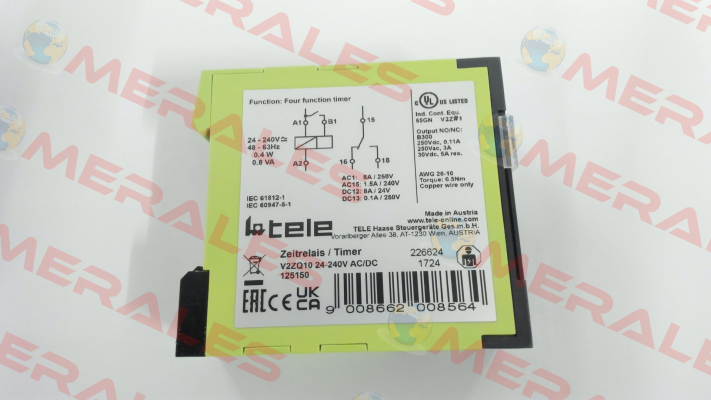 MERALES
Function: Four function timer
A1 B1
A2
15
16 18
24 - 240V
48 - 63Hz
0.4 W
0.8 VA
IEC 61812-1
IEC 60947-5-1
AC1: 8A / 250V
AC15: 1.5A / 240V
DC12: 8A / 24V
DC13: 0.1A / 250V
C UL US LISTED
Ind. Cont. Equ.
65GN V2Z#1
Output NO/NC:
B300
250Vdc, 0.11A
250Vac, 3A
30Vdc, 5A res.
AWG 20-10
Torque: 0.5Nm
Copper wire only
tele
Made in Austria
www.tele-online.com
TELE Haase Steuergeräte Ges.m.b.H.
Vorarlberger Allee 38, AT-1230 Wien, AUSTRIA
Zeitrelais / Timer
V2ZQ10 24-240V AC/DC
125150
226624
1724
EAC CE UK CA
9 008662 008564